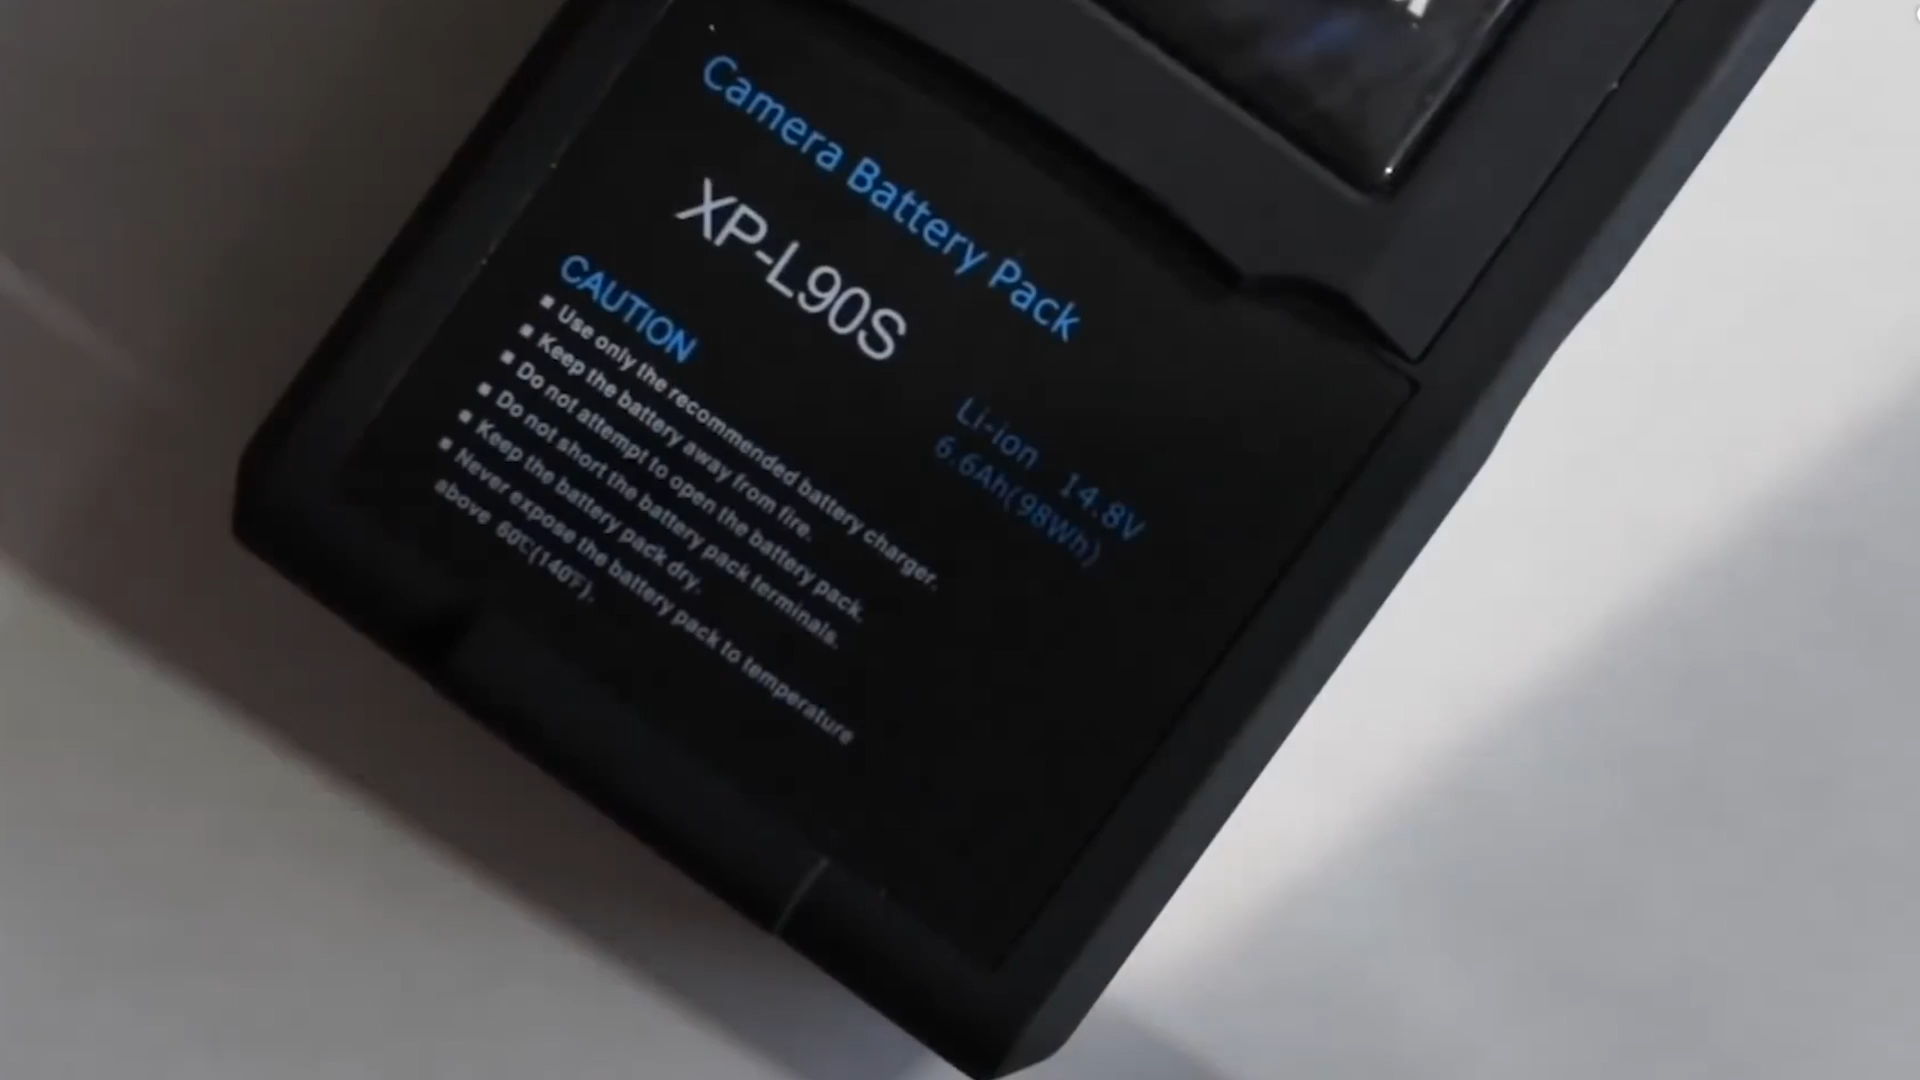 Camera Battery Pack
XP-L90S
Li-ion 14.8V
6.6Ah(98Wh)
CAUTION
▪ Use only the recommended battery charger.
▪ Keep the battery away from fire.
▪ Do not attempt to open the battery pack.
▪ Do not short the battery pack terminals.
▪ Keep the battery pack dry.
▪ Never expose the battery pack to temperature
above 60℃(140℉).